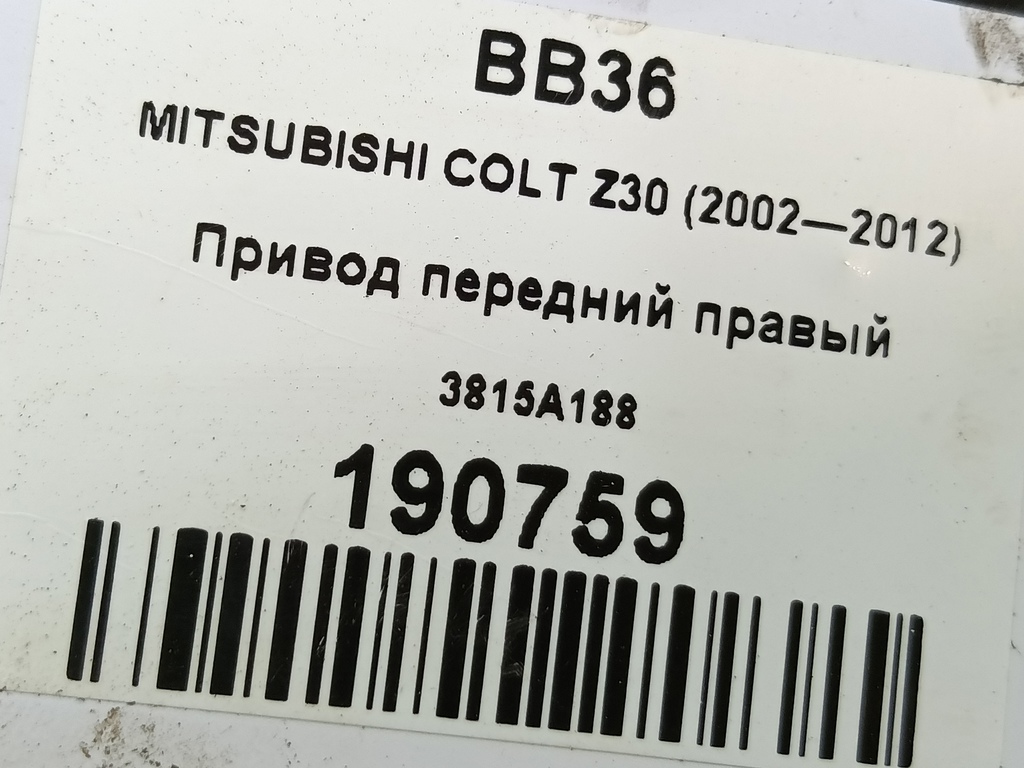 BB36
MITSUBISHI COLT Z30 (2002—2012)
Привод передний правый
3815A188
190759